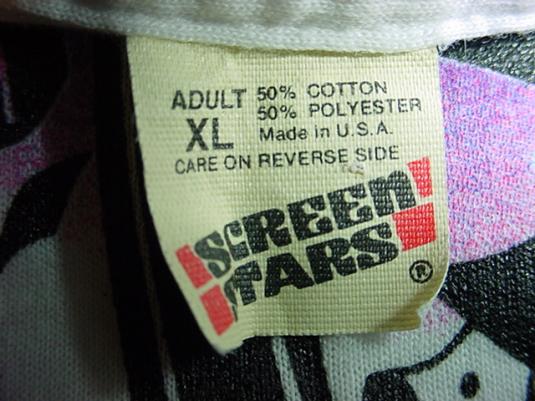 ADULT 50% COTTON
50% POLYESTER
XL Made in U.S.A.
CARE ON REVERSE SIDE
SCREEN
STARS ®